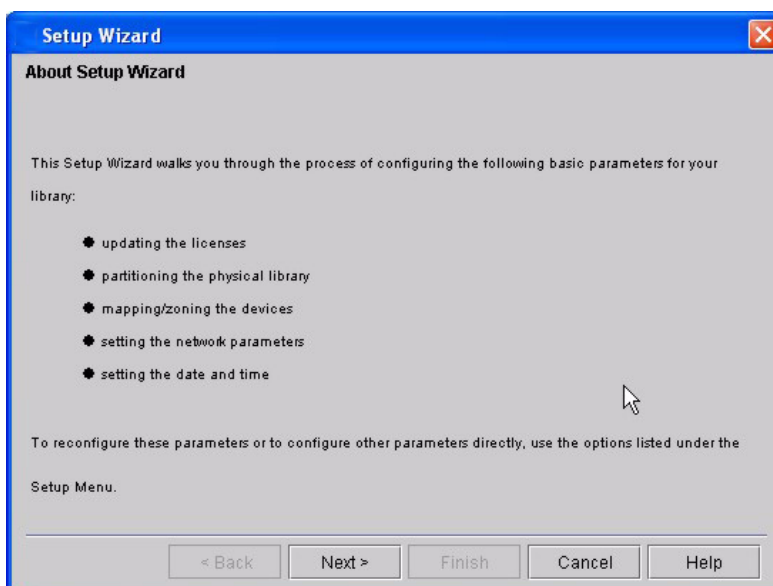 Setup Wizard
About Setup Wizard
This Setup Wizard walks you through the process of configuring the following basic parameters for your
library:
● updating the licenses
● partitioning the physical library
● mapping/zoning the devices
● setting the network parameters
● setting the date and time
To reconfigure these parameters or to configure other parameters directly, use the options listed under the
Setup Menu.
< Back Next > Finish Cancel Help